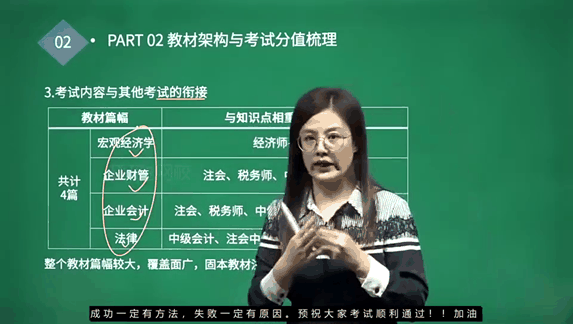 02
• PART 02 教材架构与考试分值梳理
3.考试内容与其他考试的衔接
教材篇幅 与知识点相重
共计4篇
宏观经济学 经济师
企业财管 注会、税务师、中
企业会计 注会、税务师、中
法律 中级会计、注会中
整个教材篇幅较大，覆盖面广，固本教材
成功一定有方法，失败一定有原因。预祝大家考试顺利通过！！加油